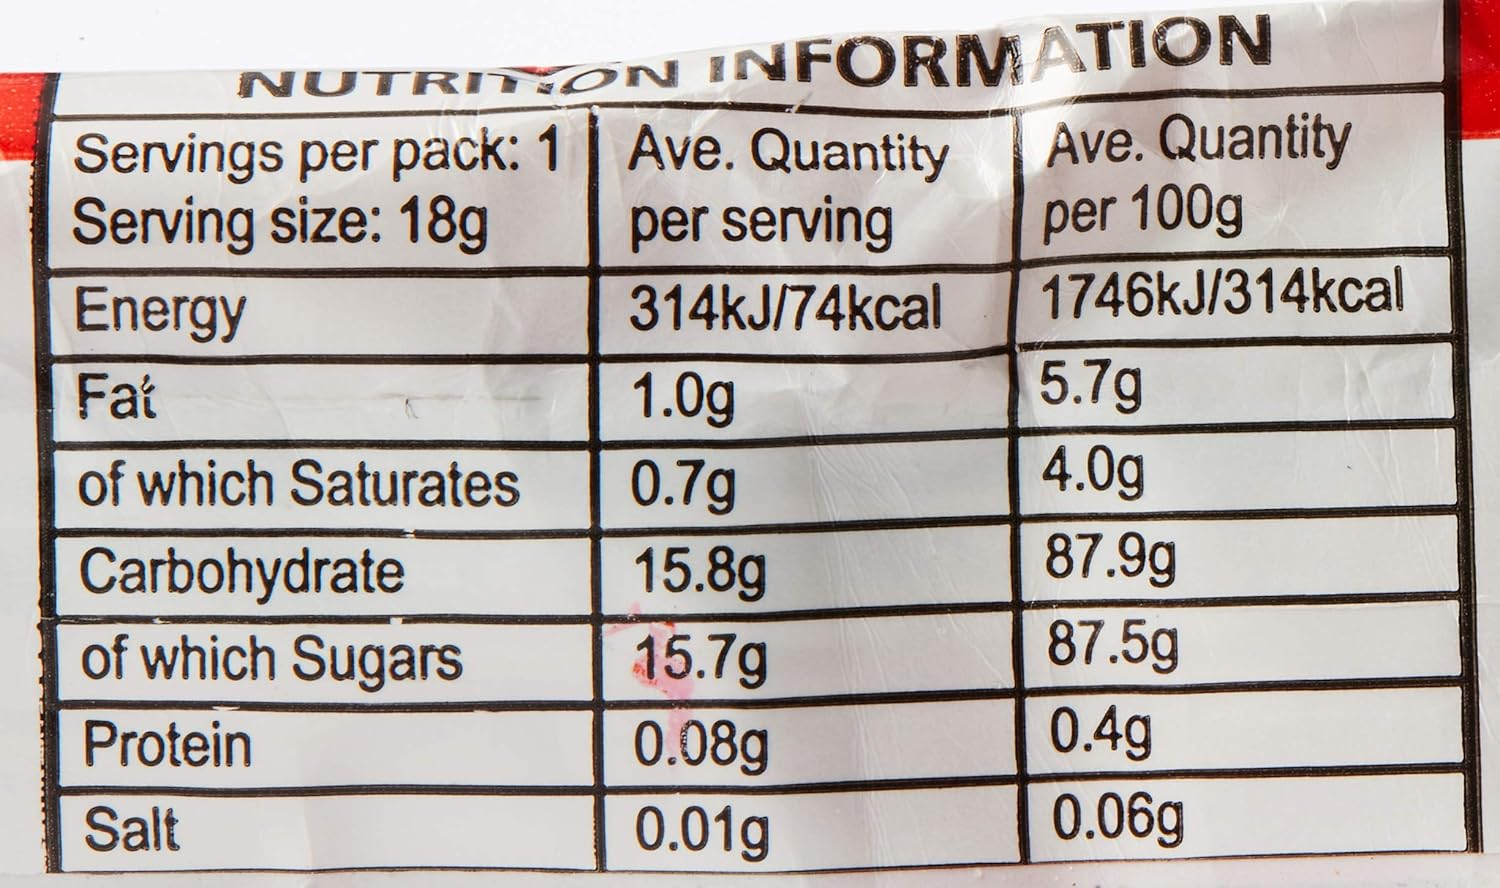 NUTRITION INFORMATION
Servings per pack: 1 Ave. Quantity Ave. Quantity
Serving size: 18g per serving per 100g
Energy 314kJ/74kcal 1746kJ/314kcal
Fat 1.0g 5.7g
of which Saturates 0.7g 4.0g
Carbohydrate 15.8g 87.9g
of which Sugars 15.7g 87.5g
Protein 0.08g 0.4g
Salt 0.01g 0.06g